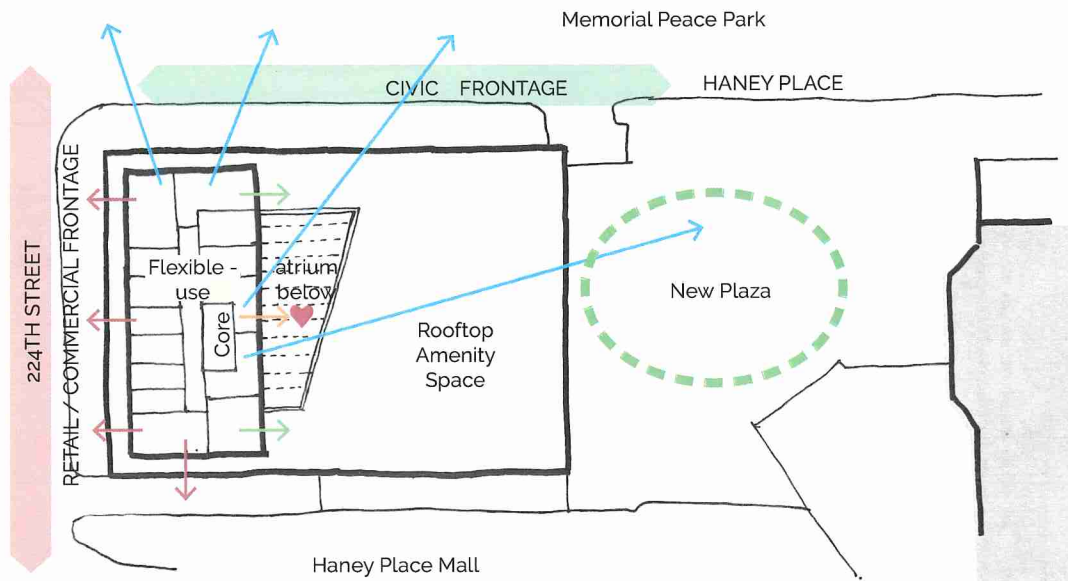 Memorial Peace Park
CIVIC FRONTAGE
HANEY PLACE
224TH STREET
RETAIL / COMMERCIAL FRONTAGE
Flexible -
use
Core
atrium
below
Rooftop
Amenity
Space
New Plaza
Haney Place Mall